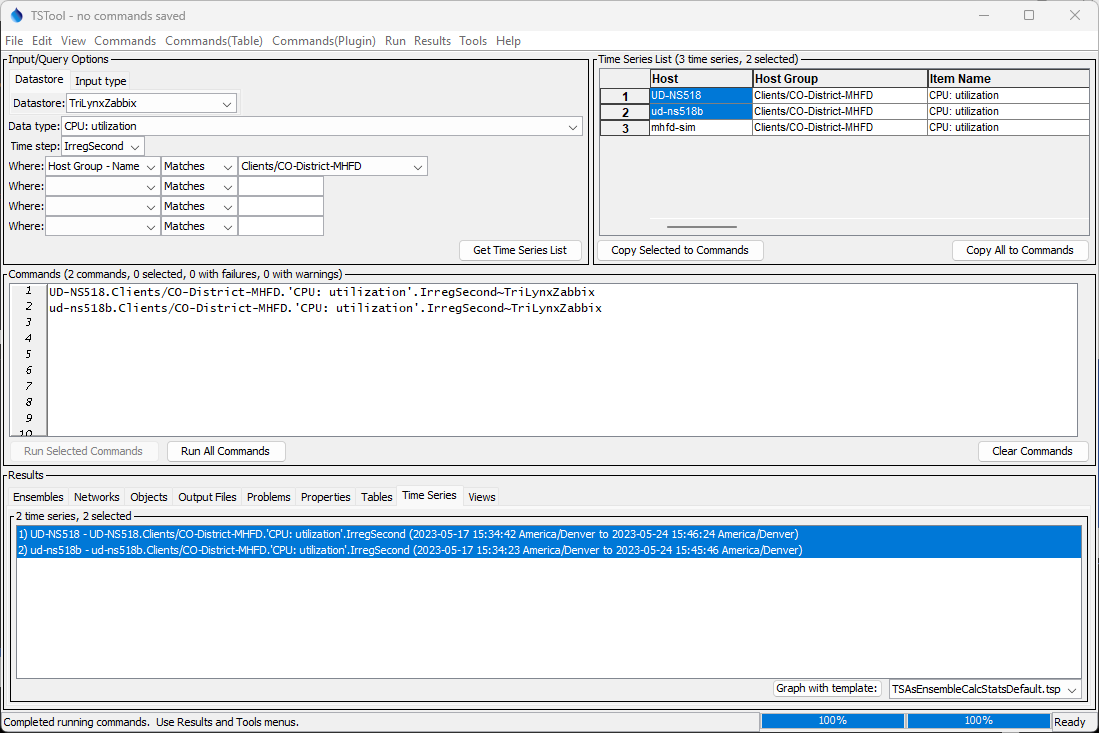 TSTool - no commands saved
File Edit View Commands Commands(Table) Commands(Plugin) Run Results Tools Help
Input/Query Options
Datastore Input type
Datastore: TriLynxZabbix
Data type: CPU: utilization
Time step: IrregSecond
Where: Host Group - Name Matches Clients/CO-District-MHFD
Where: Matches
Where: Matches
Where: Matches
Get Time Series List
Time Series List (3 time series, 2 selected)
Host Host Group Item Name
1 UD-NS518 Clients/CO-District-MHFD CPU: utilization
2 ud-ns518b Clients/CO-District-MHFD CPU: utilization
3 mhfd-sim Clients/CO-District-MHFD CPU: utilization
Copy Selected to Commands Copy All to Commands
Commands (2 commands, 0 selected, 0 with failures, 0 with warnings)
1 UD-NS518.Clients/CO-District-MHFD.'CPU: utilization'.IrregSecond~TriLynxZabbix
2 ud-ns518b.Clients/CO-District-MHFD.'CPU: utilization'.IrregSecond~TriLynxZabbix
3
4
5
6
7
8
9
10
Run Selected Commands Run All Commands Clear Commands
Results
Ensembles Networks Objects Output Files Problems Properties Tables Time Series Views
2 time series, 2 selected
1) UD-NS518 - UD-NS518.Clients/CO-District-MHFD.'CPU: utilization'.IrregSecond (2023-05-17 15:34:42 America/Denver to 2023-05-24 15:46:24 America/Denver)
2) ud-ns518b - ud-ns518b.Clients/CO-District-MHFD.'CPU: utilization'.IrregSecond (2023-05-17 15:34:23 America/Denver to 2023-05-24 15:45:46 America/Denver)
Graph with template: TSAsEnsembleCalcStatsDefault.tsp
Completed running commands. Use Results and Tools menus. 100% 100% Ready